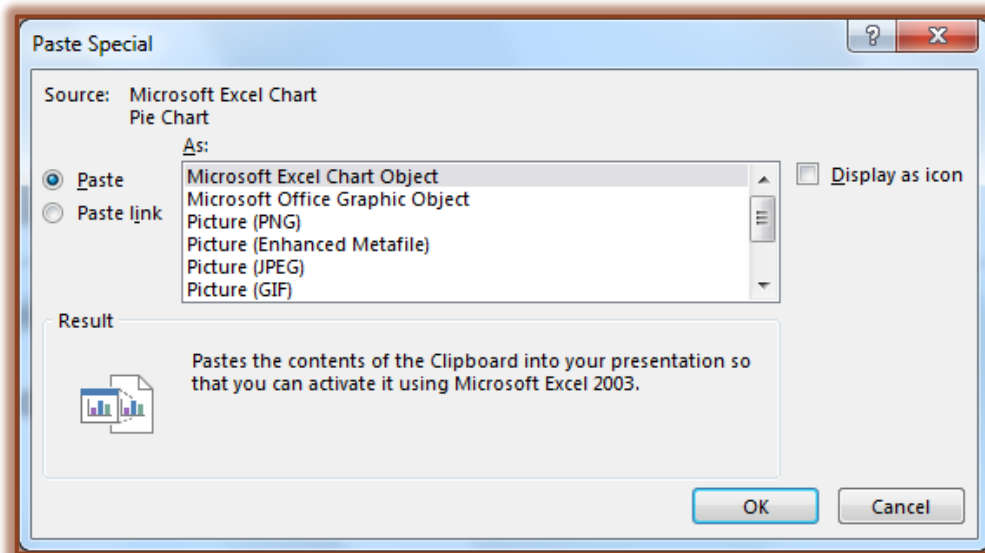 Paste Special
Source: Microsoft Excel Chart
Pie Chart
As:
Paste
Paste link
Microsoft Excel Chart Object
Microsoft Office Graphic Object
Picture (PNG)
Picture (Enhanced Metafile)
Picture (JPEG)
Picture (GIF)
Display as icon
Result
Pastes the contents of the Clipboard into your presentation so
that you can activate it using Microsoft Excel 2003.
OK
Cancel